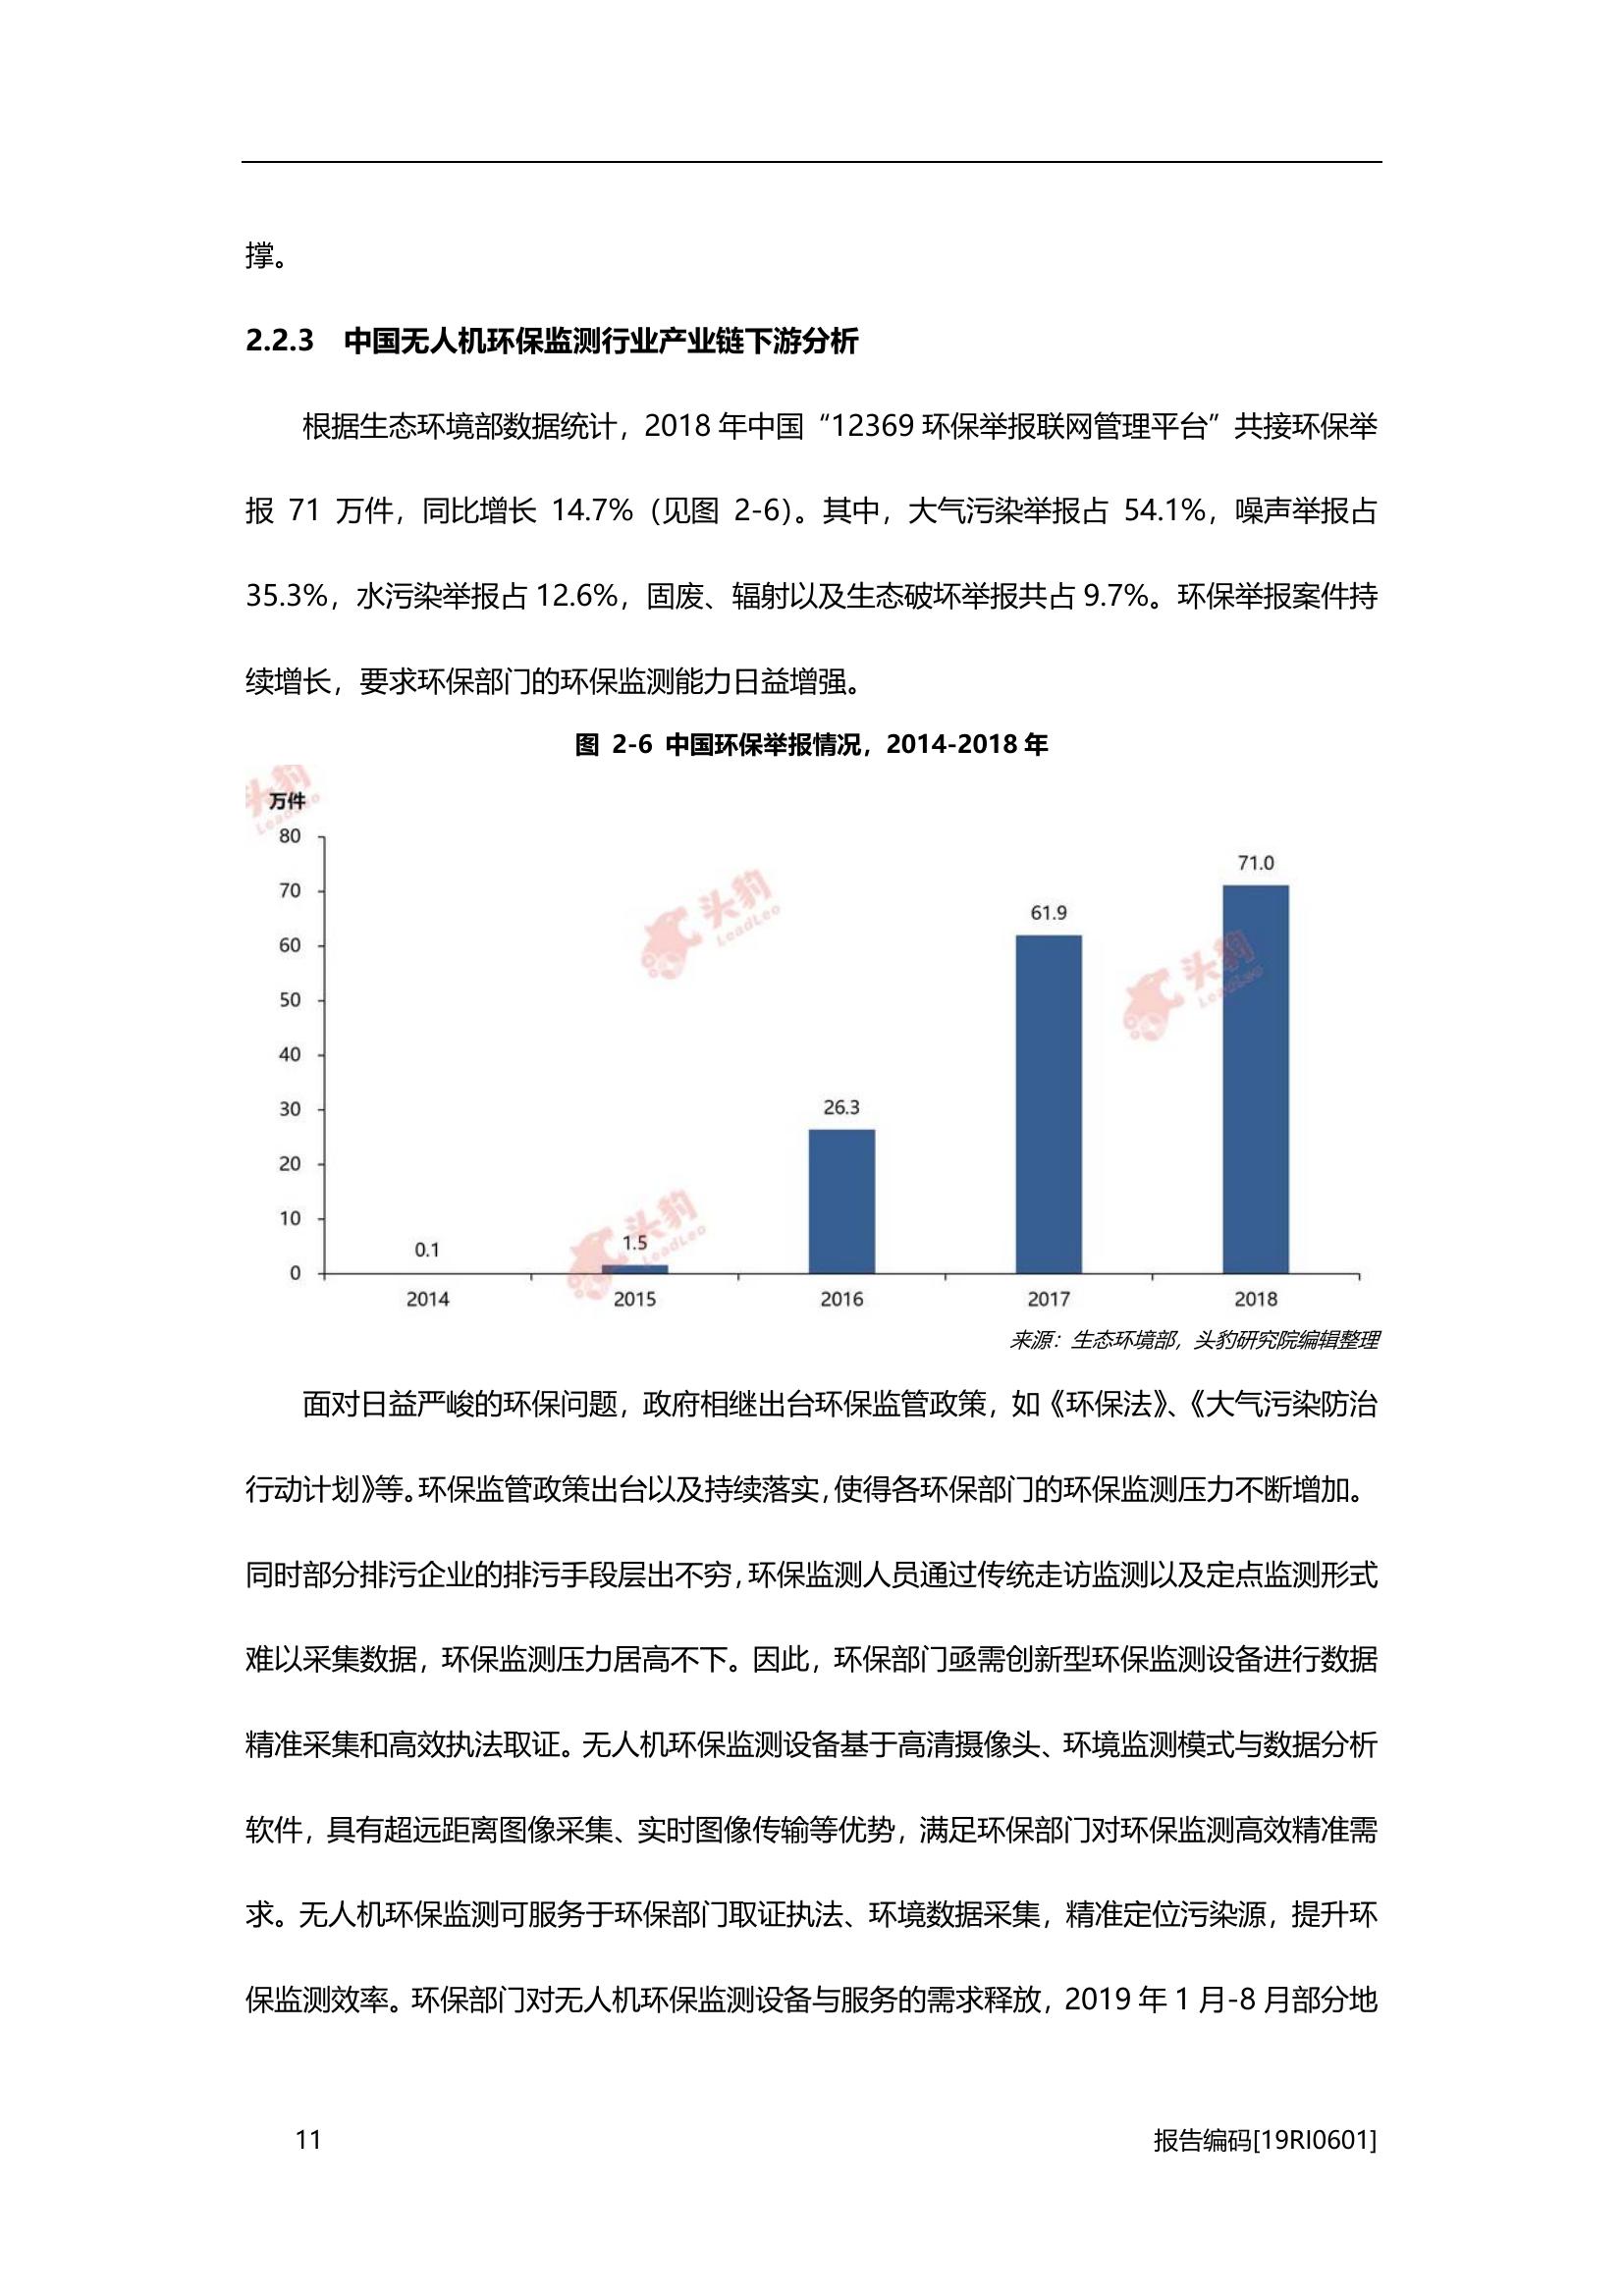 撑。
2.2.3 中国无人机环保监测行业产业链下游分析
根据生态环境部数据统计，2018 年中国“12369 环保举报联网管理平台”共接环保举
报 71 万件，同比增长 14.7%（见图 2-6）。其中，大气污染举报占 54.1%，噪声举报占
35.3%，水污染举报占 12.6%，固废、辐射以及生态破坏举报共占 9.7%。环保举报案件持
续增长，要求环保部门的环保监测能力日益增强。
图 2-6 中国环保举报情况，2014-2018 年
头豹
LeadLeo
万件
80
70
60
50
40
30
20
10
0
0.1
1.5
26.3
61.9
71.0
头豹
LeadLeo
头豹
LeadLeo
头豹
LeadLeo
2014 2015 2016 2017 2018
来源：生态环境部，头豹研究院编辑整理
面对日益严峻的环保问题，政府相继出台环保监管政策，如《环保法》、《大气污染防治
行动计划》等。环保监管政策出台以及持续落实，使得各环保部门的环保监测压力不断增加。
同时部分排污企业的排污手段层出不穷，环保监测人员通过传统走访监测以及定点监测形式
难以采集数据，环保监测压力居高不下。因此，环保部门亟需创新型环保监测设备进行数据
精准采集和高效执法取证。无人机环保监测设备基于高清摄像头、环境监测模式与数据分析
软件，具有超远距离图像采集、实时图像传输等优势，满足环保部门对环保监测高效精准需
求。无人机环保监测可服务于环保部门取证执法、环境数据采集，精准定位污染源，提升环
保监测效率。环保部门对无人机环保监测设备与服务的需求释放，2019 年 1 月-8 月部分地
11
报告编码[19RI0601]